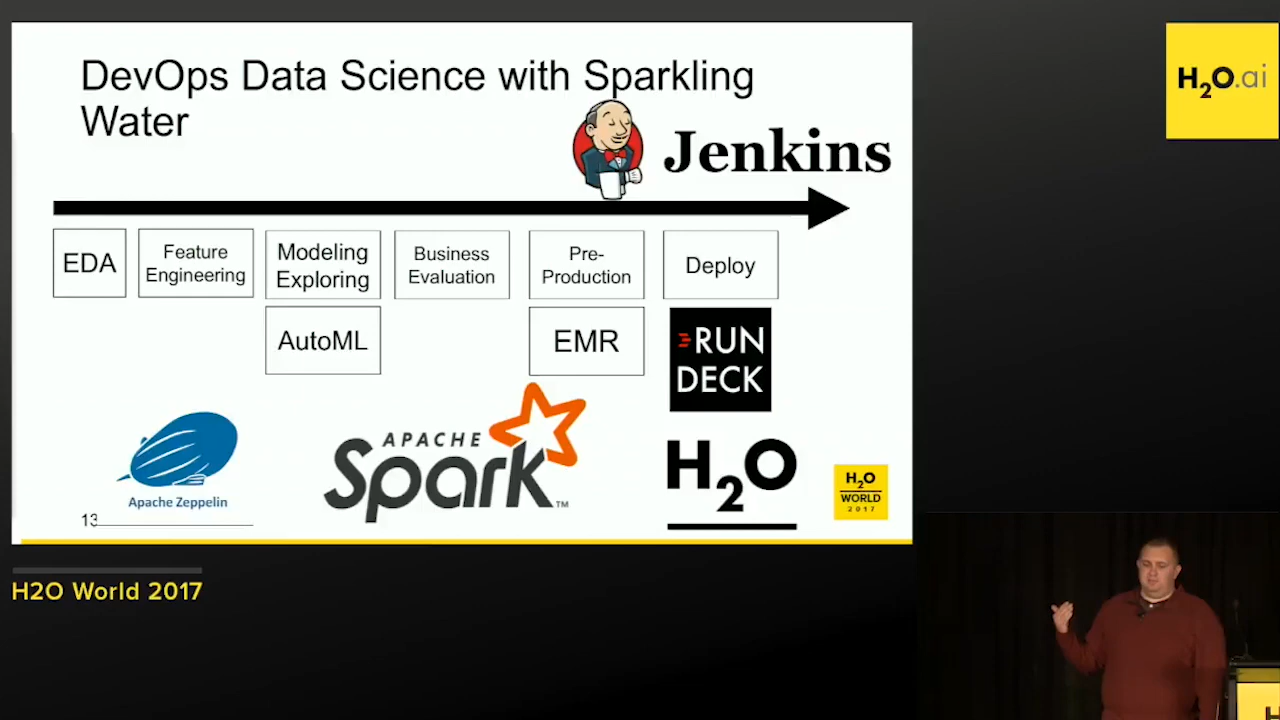 DevOps Data Science with Sparkling
Water
Jenkins
EDA
Feature
Engineering
Modeling
Exploring
Business
Evaluation
Pre-
Production
Deploy
AutoML
EMR
RUN
DECK
Apache Zeppelin
APACHE
Spark™
H2O
H2O
WORLD
2017
13
H2O.ai
H2O World 2017
H